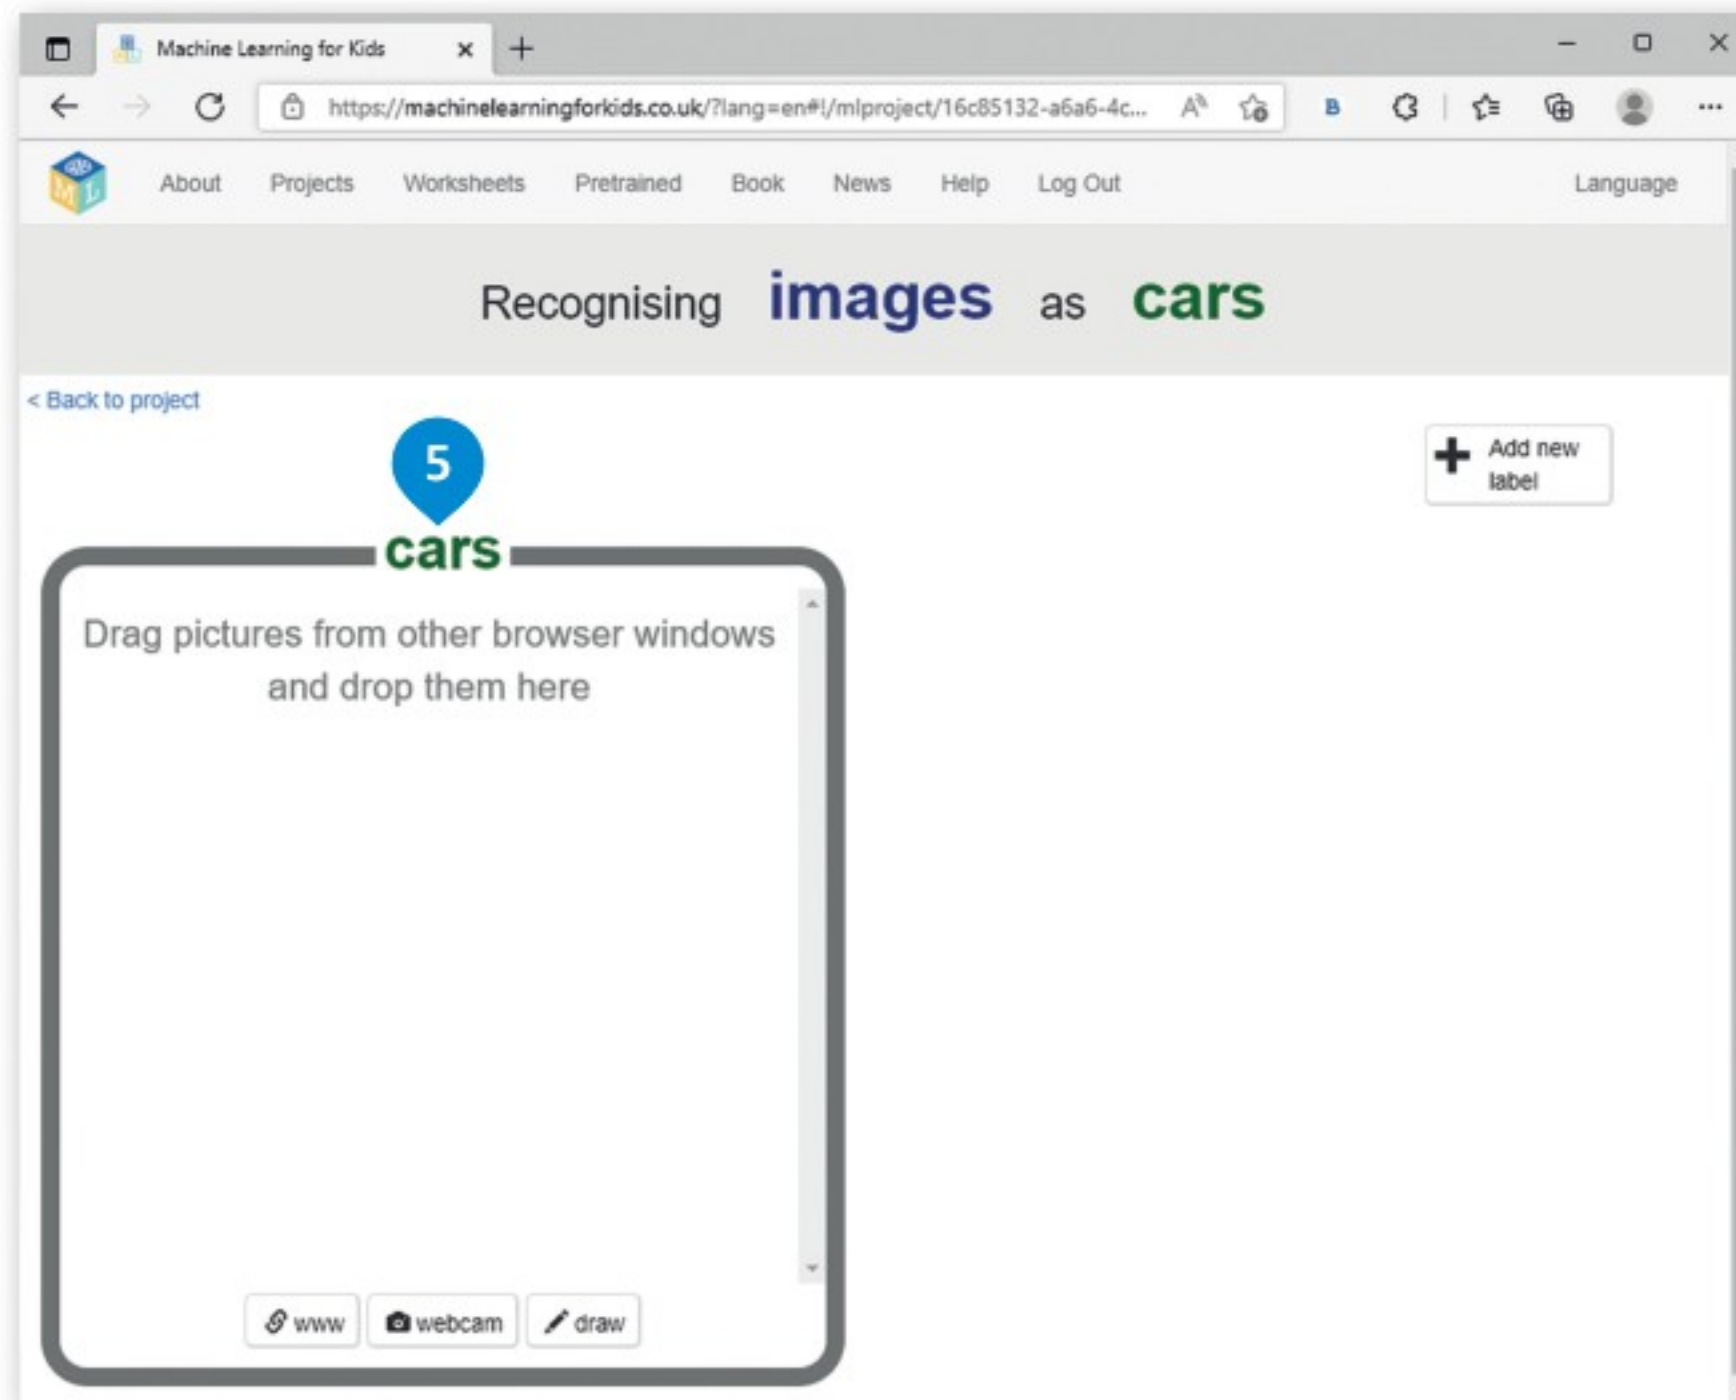 Machine Learning for Kids
https://machinelearningforkids.co.uk/?lang=en#!/mlproject/16c85132-a6a6-4c...
M L
About Projects Worksheets Pretrained Book News Help Log Out Language
Recognising images as cars
< Back to project
5
Add new
label
cars
Drag pictures from other browser windows
and drop them here
www webcam draw